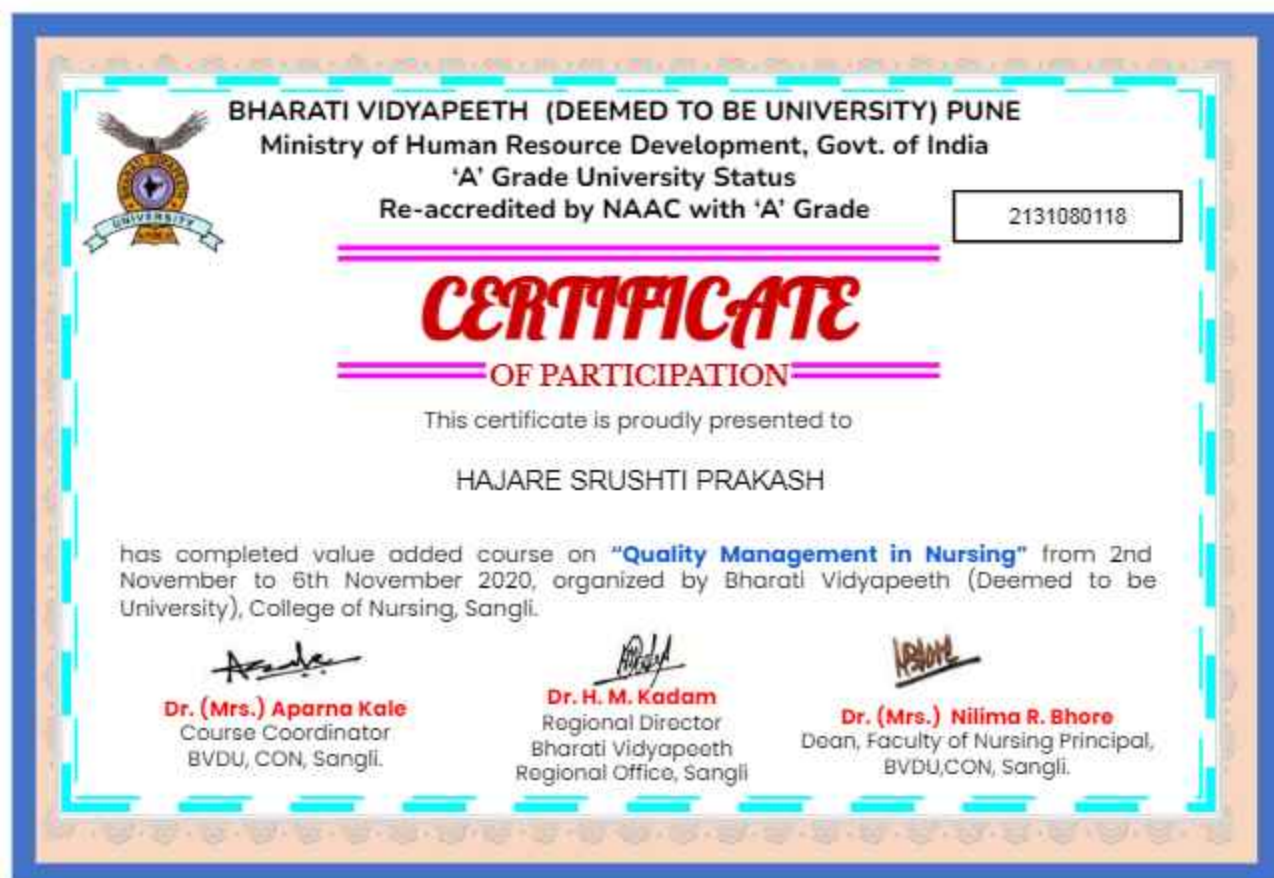 BHARATI VIDYAPEETH (DEEMED TO BE UNIVERSITY) PUNE
Ministry of Human Resource Development, Govt. of India
‘A’ Grade University Status
Re-accredited by NAAC with ‘A’ Grade
2131080118
BHARATI VIDYAPEETH
UNIVERSITY
CERTIFICATE
OF PARTICIPATION
This certificate is proudly presented to
HAJARE SRUSHTI PRAKASH
has completed value added course on “Quality Management in Nursing” from 2nd
November to 6th November 2020, organized by Bharati Vidyapeeth (Deemed to be
University), College of Nursing, Sangli.
Dr. (Mrs.) Aparna Kale
Course Coordinator
BVDU, CON, Sangli.
Dr. H. M. Kadam
Regional Director
Bharati Vidyapeeth
Regional Office, Sangli
Dr. (Mrs.) Nilima R. Bhore
Dean, Faculty of Nursing Principal,
BVDU,CON, Sangli.